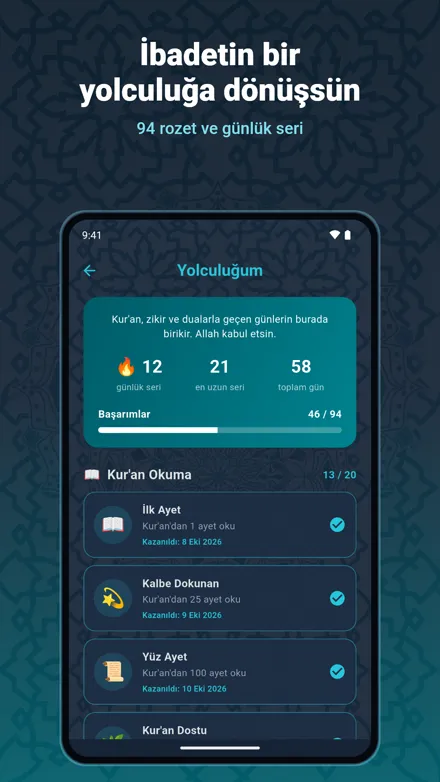 İbadetin bir
yolculuğa dönüşsün
94 rozet ve günlük seri
9:41
Yolculuğum
Kur'an, zikir ve dualarla geçen günlerin burada
birikir. Allah kabul etsin.
12
21
58
günlük seri
en uzun seri
toplam gün
Başarımlar
46 / 94
Kur'an Okuma
13 / 20
İlk Ayet
Kur'an'dan 1 ayet oku
Kazanıldı: 8 Eki 2026
Kalbe Dokunan
Kur'an'dan 25 ayet oku
Kazanıldı: 9 Eki 2026
Yüz Ayet
Kur'an'dan 100 ayet oku
Kazanıldı: 10 Eki 2026
Kur'an Dostu